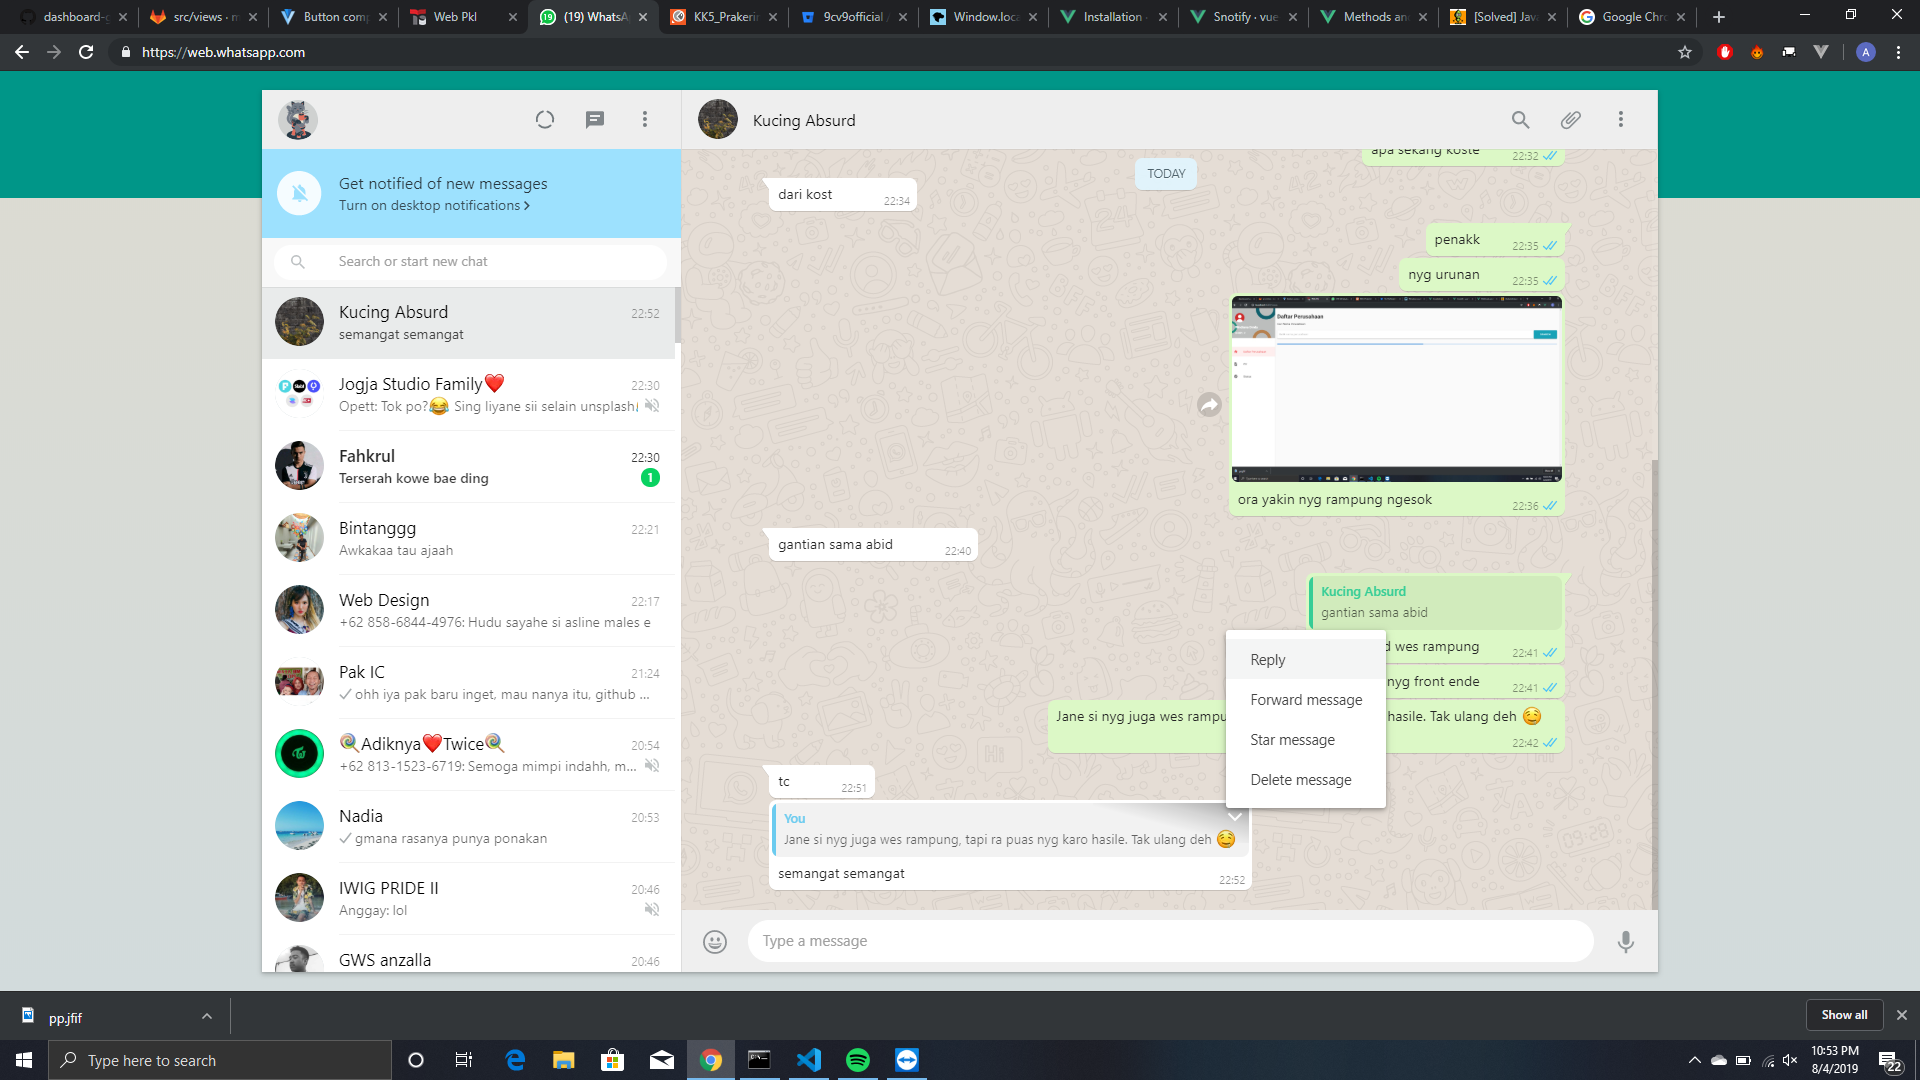 dashboard-g
src/views · m
Button comp
Web Pkl
(19) WhatsA
KK5_Prakerin
9cv9official /
Window.loca
Installation ·
Snotify · vue
Methods and
[Solved] Java
Google Chro
https://web.whatsapp.com
A
Kucing Absurd
Get notified of new messages
Turn on desktop notifications >
Search or start new chat
Kucing Absurd 22:52
semangat semangat
Jogja Studio Family❤️ 22:30
Opett: Tok po?😂 Sing liyane sii selain unsplash
Fahkrul 22:30
Terserah kowe bae ding 1
Bintanggg 22:21
Awkakaa tau ajaah
Web Design 22:17
+62 858-6844-4976: Hudu sayahe si asline males e
Pak IC 21:24
ohh iya pak baru inget, mau nanya itu, github ...
🍭Adiknya❤️Twice🍭 20:54
+62 813-1523-6719: Semoga mimpi indahh, m...
Nadia 20:53
gmana rasanya punya ponakan
IWIG PRIDE II 20:46
Anggay: lol
GWS anzalla 20:46
apa sekang koste 22:32
TODAY
dari kost 22:34
penakk 22:35
nyg urunan 22:35
Daftar Perusahaan
ora yakin nyg rampung ngesok 22:36
gantian sama abid 22:40
Kucing Absurd
gantian sama abid
d wes rampung 22:41
nyg front ende 22:41
Jane si nyg juga wes rampu
hasile. Tak ulang deh 😌 22:42
Reply
Forward message
Star message
Delete message
tc 22:51
You
Jane si nyg juga wes rampung, tapi ra puas nyg karo hasile. Tak ulang deh
semangat semangat 22:52
Type a message
pp.jfif
Show all
Type here to search
10:53 PM
8/4/2019
22